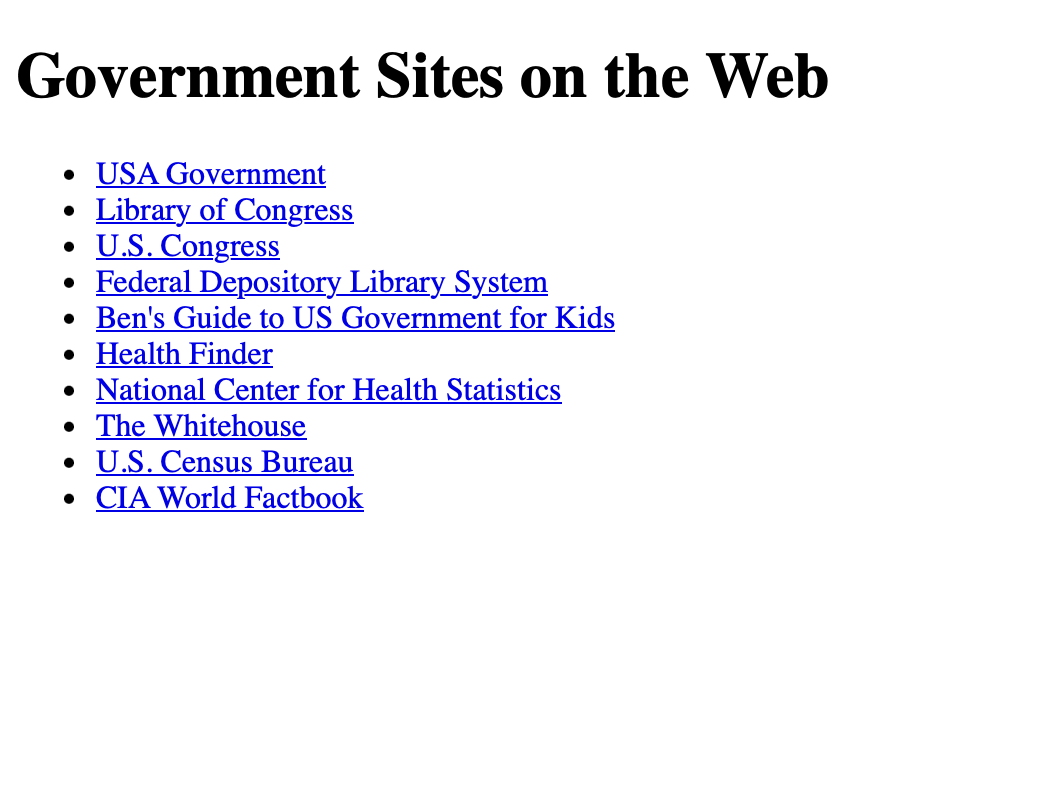 Government Sites on the Web
USA Government
Library of Congress
U.S. Congress
Federal Depository Library System
Ben's Guide to US Government for Kids
Health Finder
National Center for Health Statistics
The Whitehouse
U.S. Census Bureau
CIA World Factbook